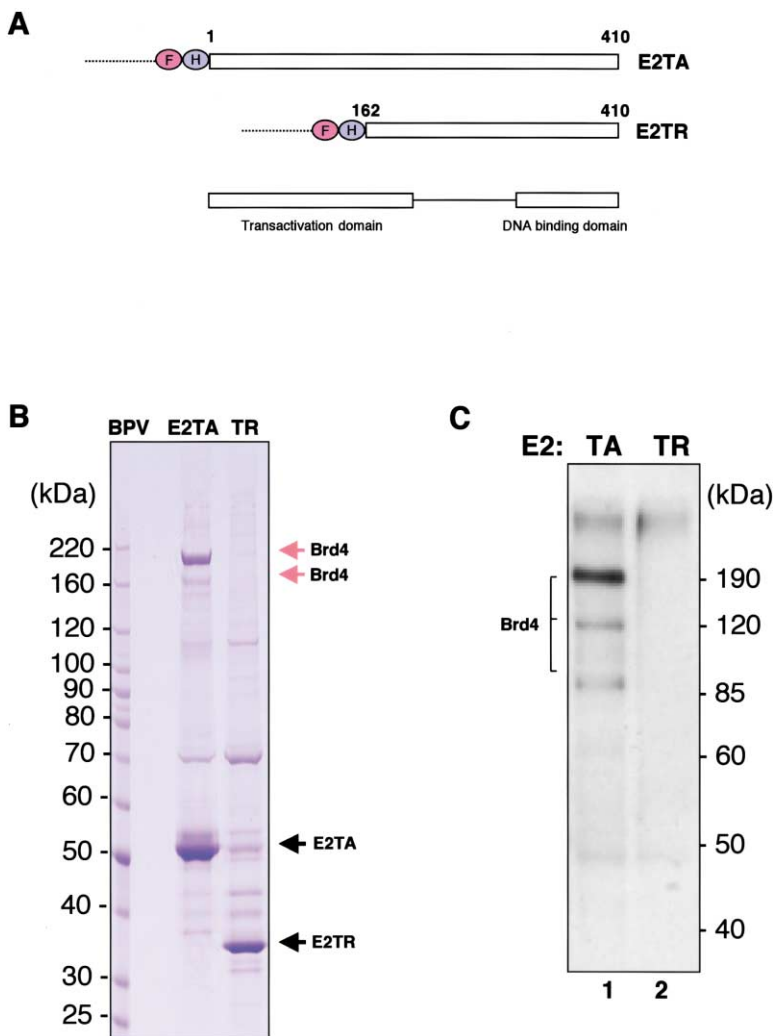 A
1 410
F H E2TA
162 410
F H E2TR
Transactivation domain DNA binding domain
B
BPV E2TA TR
(kDa)
220 -
Brd4
160 -
Brd4
120 -
100 -
90 -
80 -
70 -
60 -
50 -
E2TA
40 -
E2TR
30 -
25 -
C
E2: TA TR
(kDa)
- 190
Brd4
- 120
- 85
- 60
- 50
- 40
1 2